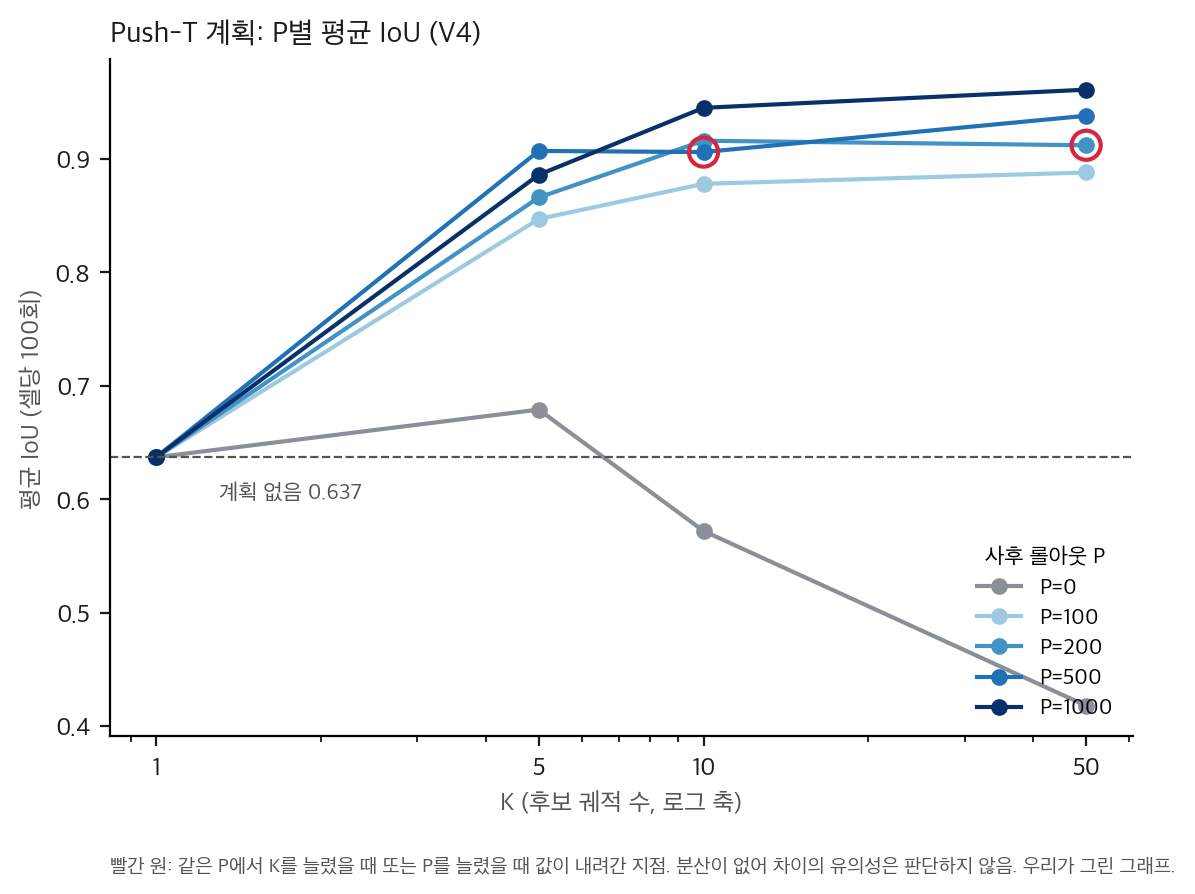 Push-T 계획: P별 평균 IoU (V4)
평균 IoU (셀당 100회)
0.9
0.8
0.7
0.6
0.5
0.4
계획 없음 0.637
사후 롤아웃 P
P=0
P=100
P=200
P=500
P=1000
1
5
10
50
K (후보 궤적 수, 로그 축)
빨간 원: 같은 P에서 K를 늘렸을 때 또는 P를 늘렸을 때 값이 내려간 지점. 분산이 없어 차이의 유의성은 판단하지 않음. 우리가 그린 그래프.